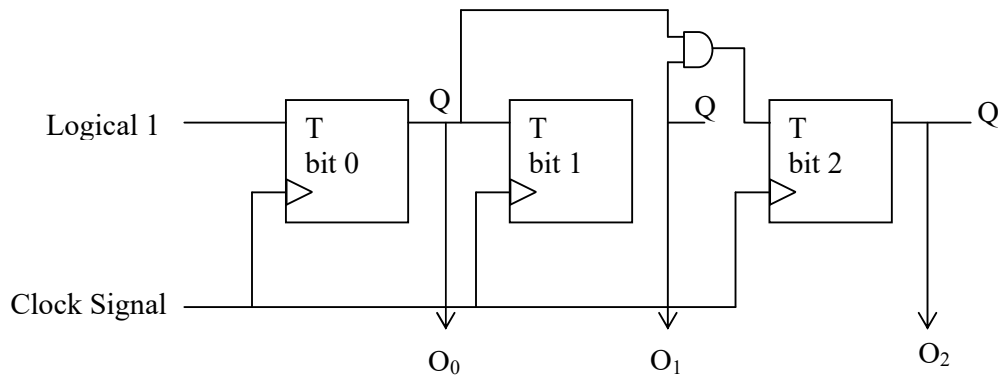 Logical 1
T
bit 0
Q
T
bit 1
Q
T
bit 2
Q
Clock Signal
O₀
O₁
O₂